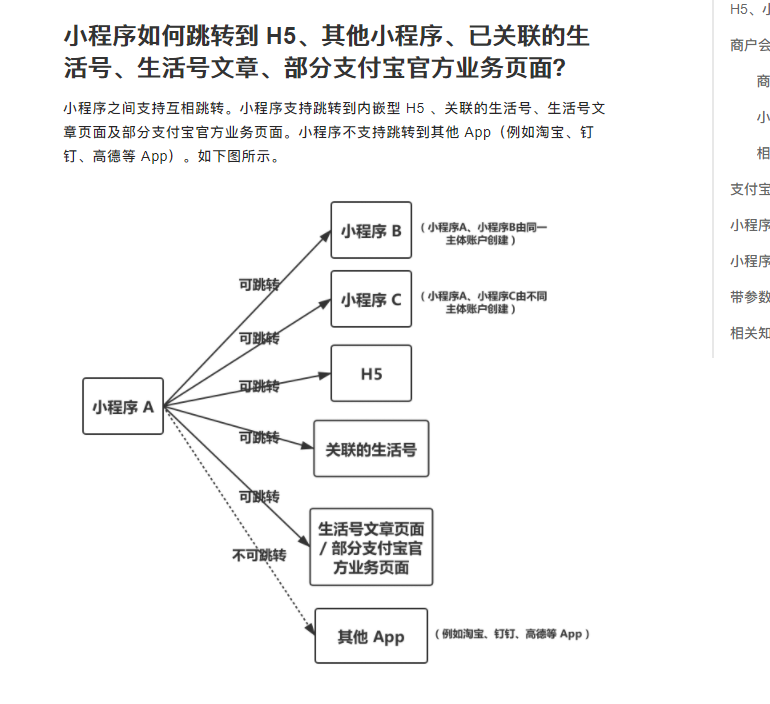 小程序如何跳转到 H5、其他小程序、已关联的生
活号、生活号文章、部分支付宝官方业务页面?
小程序之间支持互相跳转。小程序支持跳转到内嵌型 H5 、关联的生活号、生活号文
章页面及部分支付宝官方业务页面。小程序不支持跳转到其他 App（例如淘宝、钉
钉、高德等 App）。如下图所示。
小程序 B
（小程序A、小程序B由同一
主体账户创建）
可跳转
小程序 C
（小程序A、小程序C由不同
主体账户创建）
可跳转
H5
可跳转
小程序 A
关联的生活号
可跳转
生活号文章页面
/ 部分支付宝官
方业务页面
可跳转
不可跳转
其他 App
（例如淘宝、钉钉、高德等 App ）
H5、小
商户会
商
小
相
支付宝
小程序
小程序
带参数
相关知